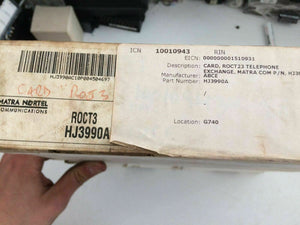 HJ3990AC10P004504697
CARD ROCT3
MATRA NORTEL
COMMUNICATIONS
ROCT3
HJ3990A
ICN 10010943 RIN
EICN: 000000001510931
Description: CARD, ROCT23 TELEPHONE
EXCHANGE, MATRA COM P/N, HJ39
Manufacturer: ABCE
Part Number: HJ3990A
/
/
Location: G740